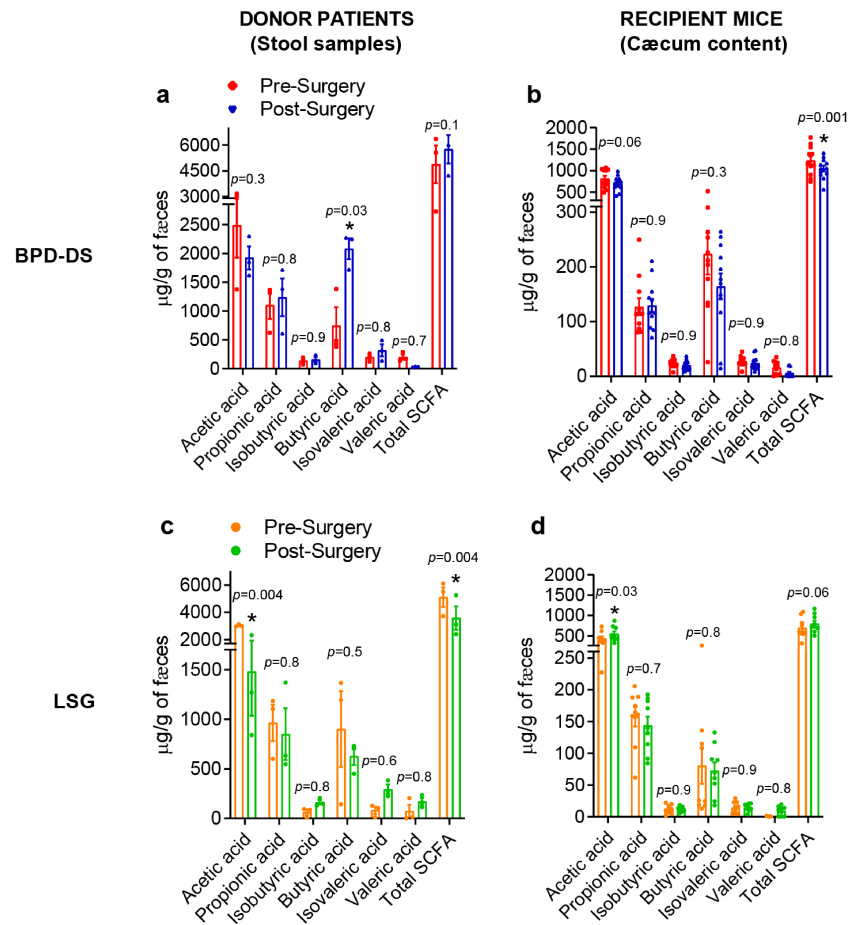 DONOR PATIENTS
(Stool samples)
RECIPIENT MICE
(Cæcum content)
BPD-DS
a
Pre-Surgery
Post-Surgery
µg/g of fæces
6000
4500
3000
2500
2000
1500
1000
500
0
p=0.3
p=0.8
p=0.9
p=0.03
*
p=0.8
p=0.7
p=0.1
Acetic acid
Propionic acid
Isobutyric acid
Butyric acid
Isovaleric acid
Valeric acid
Total SCFA
b
µg/g of fæces
2000
1500
1000
500
300
200
100
0
p=0.06
p=0.9
p=0.9
p=0.3
p=0.9
p=0.8
p=0.001
*
Acetic acid
Propionic acid
Isobutyric acid
Butyric acid
Isovaleric acid
Valeric acid
Total SCFA
LSG
c
Pre-Surgery
Post-Surgery
µg/g of fæces
6000
4000
2000
1500
1000
500
0
p=0.004
*
p=0.8
p=0.8
p=0.5
p=0.6
p=0.8
p=0.004
*
Acetic acid
Propionic acid
Isobutyric acid
Butyric acid
Isovaleric acid
Valeric acid
Total SCFA
d
µg/g of fæces
2000
1500
1000
500
250
200
150
100
50
0
p=0.03
*
p=0.7
p=0.9
p=0.8
p=0.9
p=0.8
p=0.06
Acetic acid
Propionic acid
Isobutyric acid
Butyric acid
Isovaleric acid
Valeric acid
Total SCFA